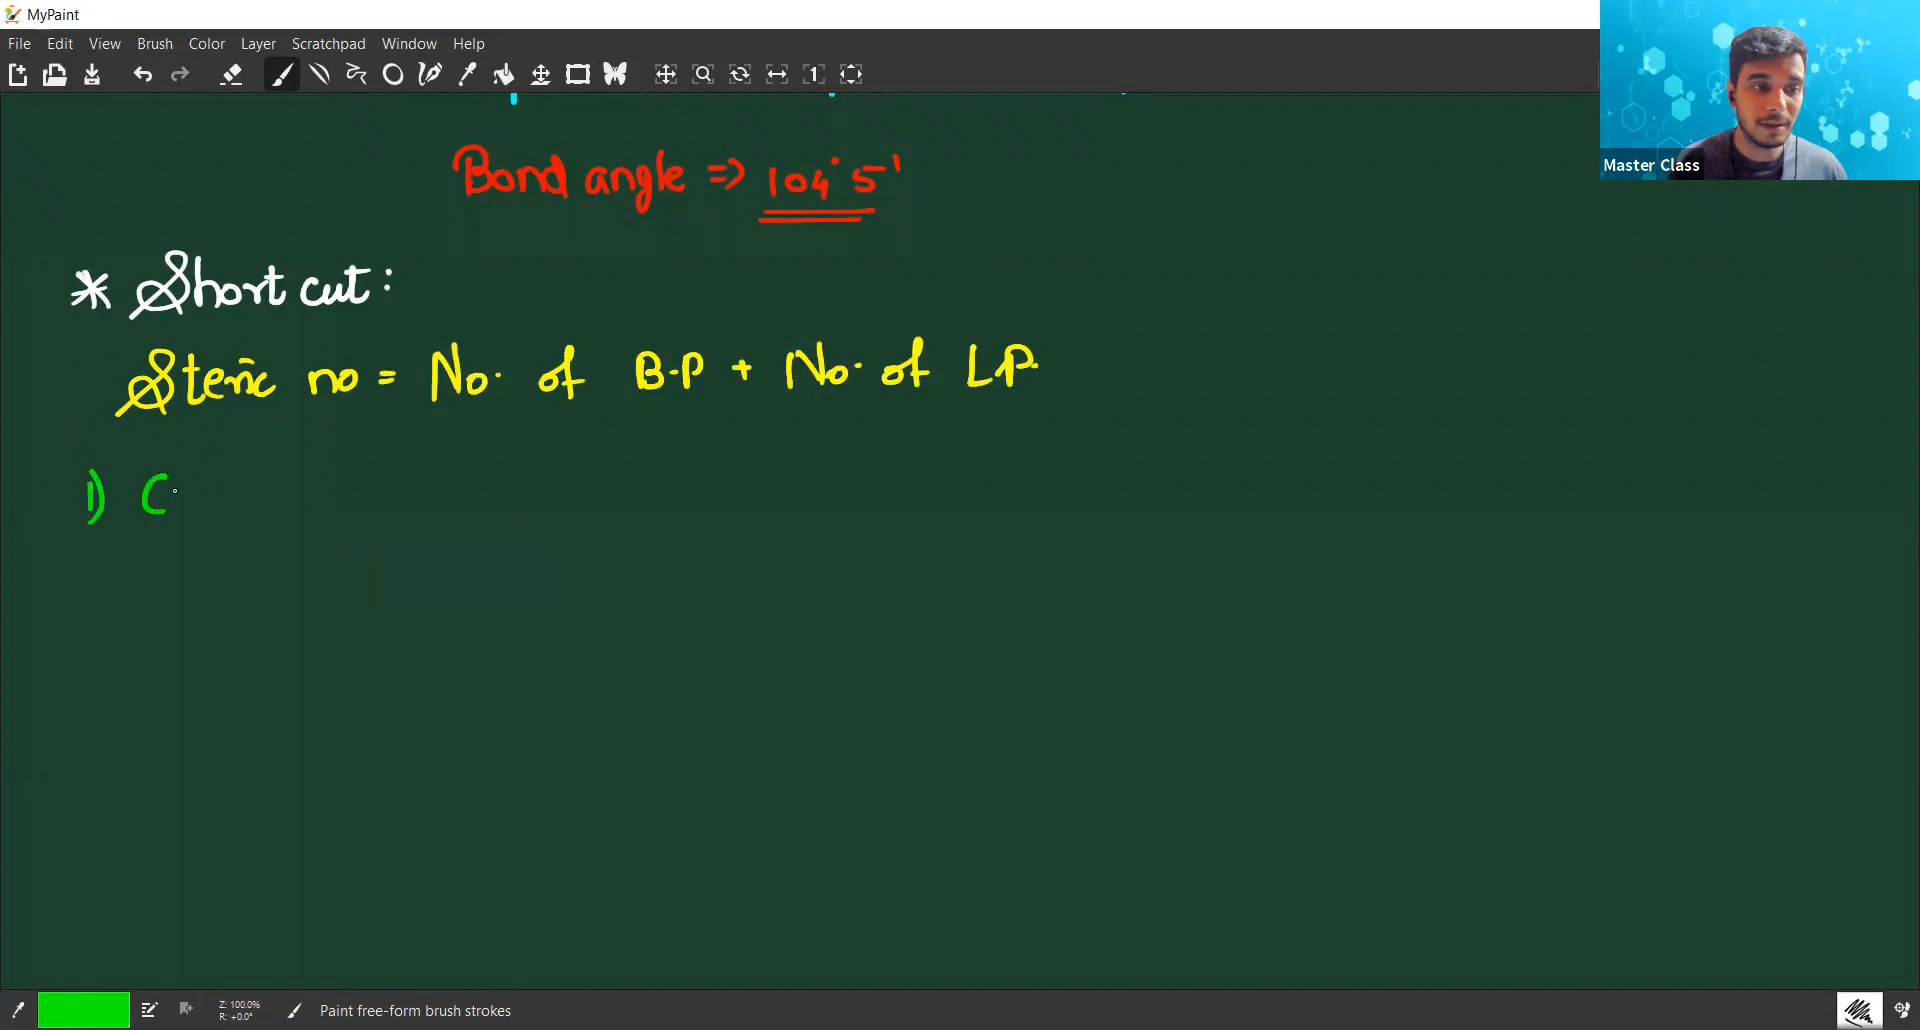 MyPaint
File Edit View Brush Color Layer Scratchpad Window Help
Master Class
Bond angle => 104° 5'
* Short cut:
Steric no = No. of B.P + No. of L.P.
1) C
Z: 100.0%
R: +0.0°
Paint free-form brush strokes